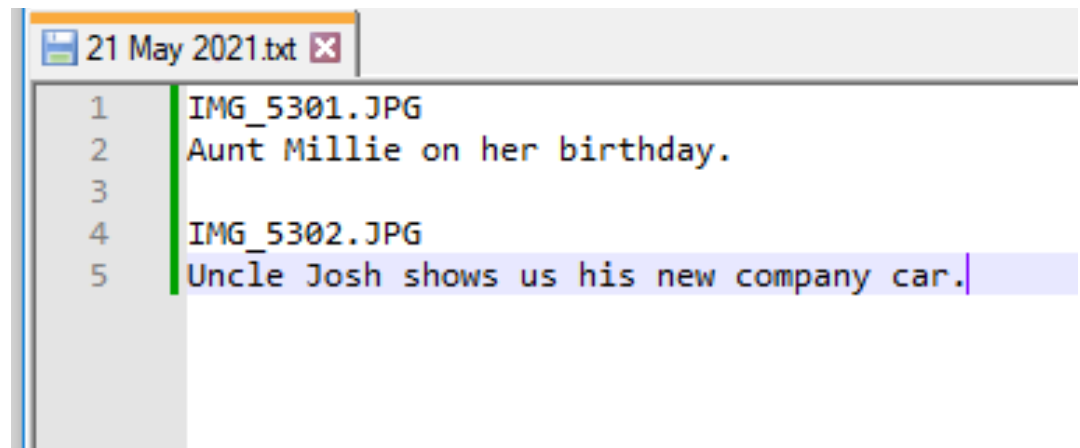 21 May 2021.txt
1 IMG_5301.JPG
2 Aunt Millie on her birthday.
3
4 IMG_5302.JPG
5 Uncle Josh shows us his new company car.